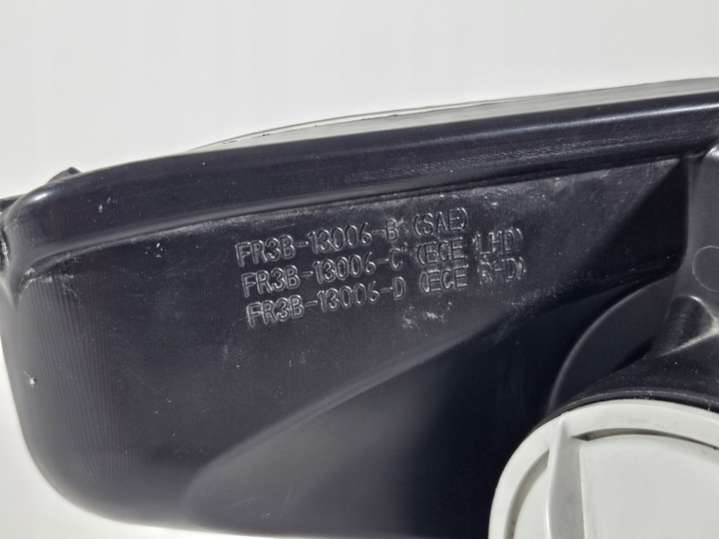 FR3B-13006-B (SAE)
FR3B-13006-C (ECE LHD)
FR3B-13006-D (ECE RHD)